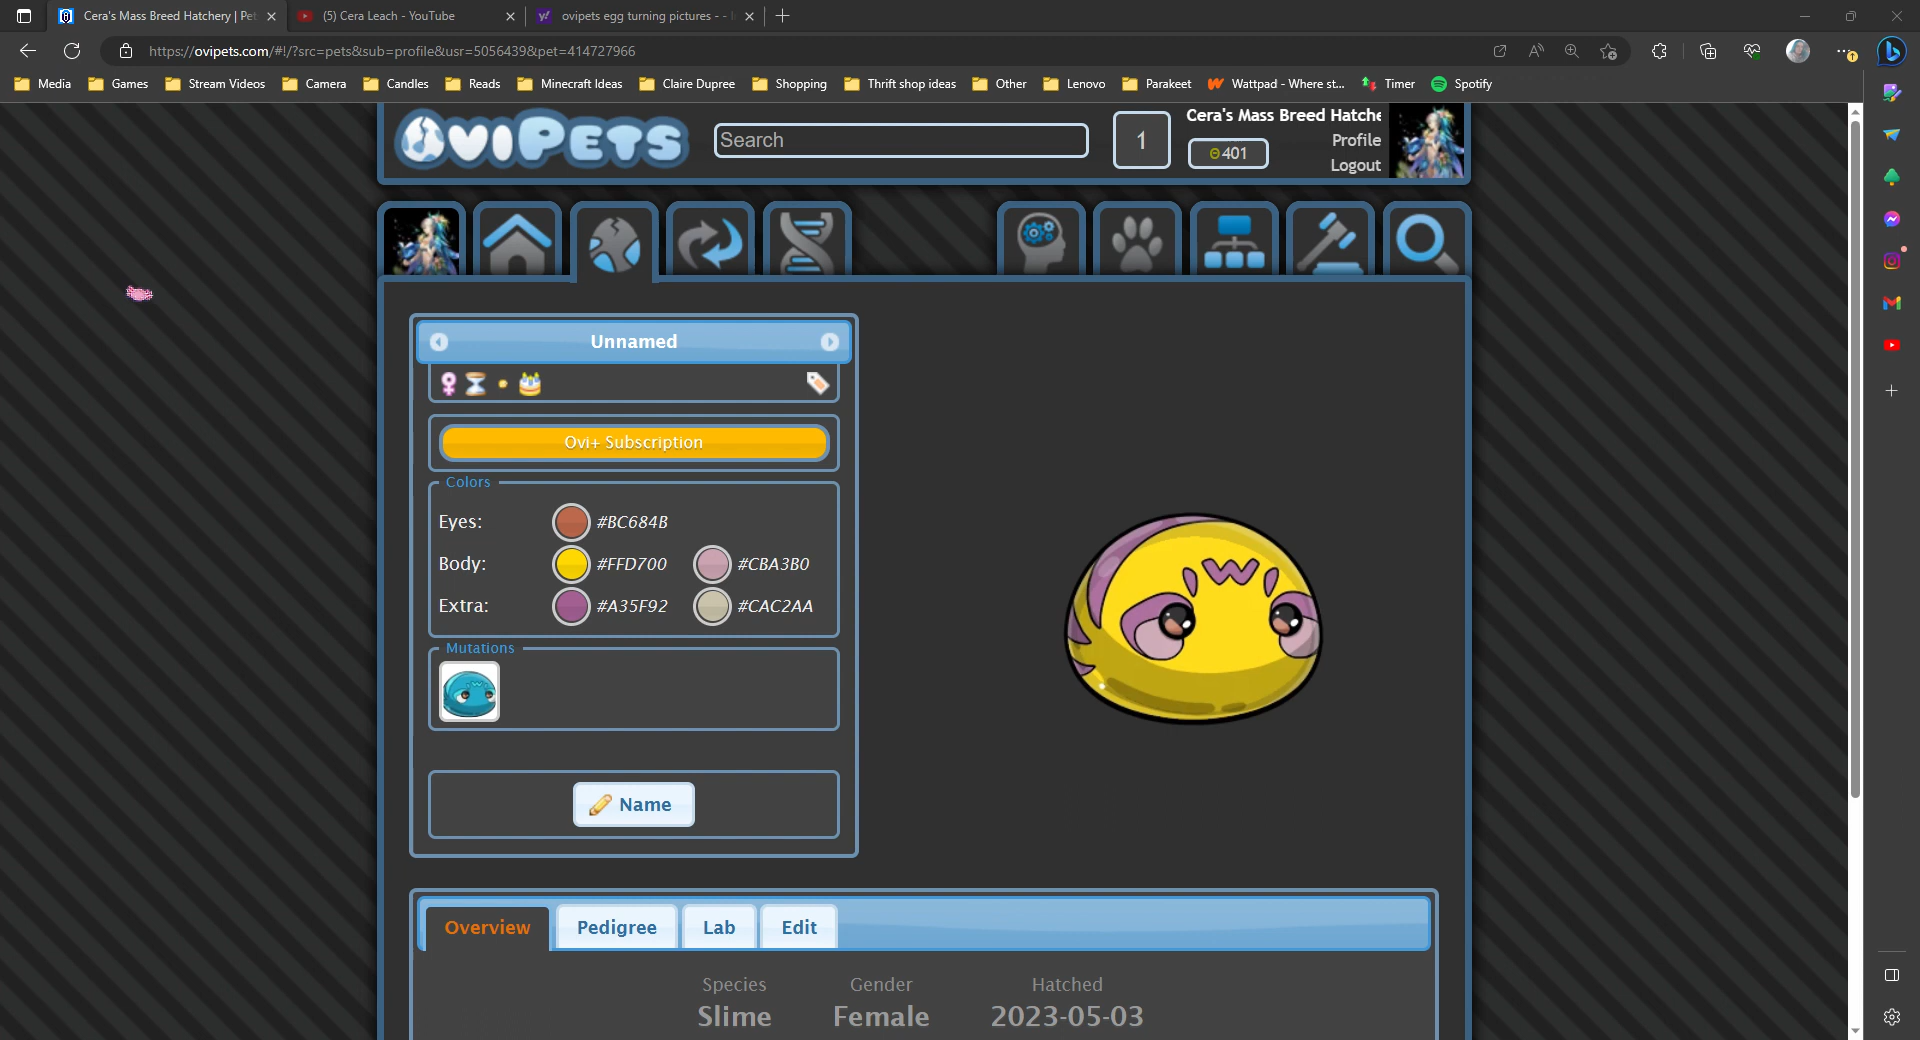 Cera's Mass Breed Hatchery | Pet
(5) Cera Leach - YouTube
ovipets egg turning pictures - -
https://ovipets.com/#!/?src=pets&sub=profile&usr=5056439&pet=414727966
Media Games Stream Videos Camera Candles Reads Minecraft Ideas Claire Dupree Shopping Thrift shop ideas Other Lenovo Parakeet Wattpad - Where st... Timer Spotify
OviPets
Search
1
Cera's Mass Breed Hatche
401
Profile
Logout
Unnamed
Ovi+ Subscription
Colors
Eyes: #BC684B
Body: #FFD700 #CBA3B0
Extra: #A35F92 #CAC2AA
Mutations
Name
Overview Pedigree Lab Edit
Species Gender Hatched
Slime Female 2023-05-03